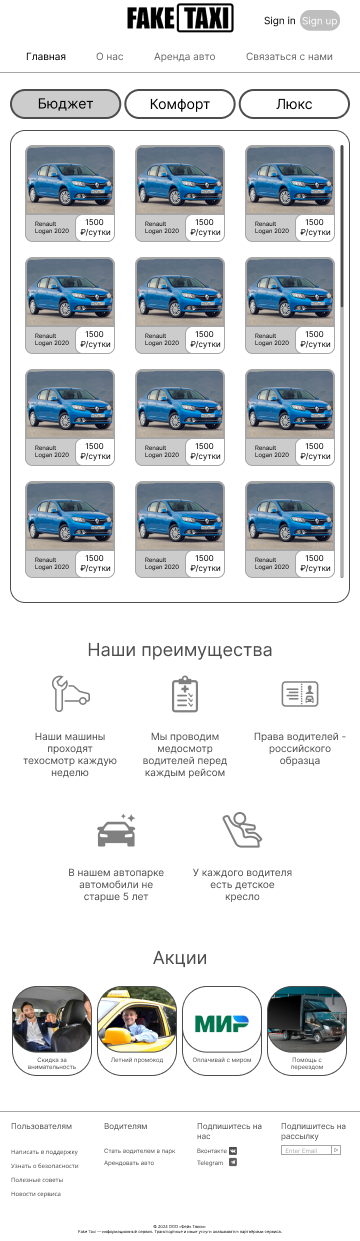 FAKE TAXI
Sign in
Sign up
Главная
О нас
Аренда авто
Связаться с нами
Бюджет
Комфорт
Люкс
Renault
Logan 2020
1500
₽/сутки
Renault
Logan 2020
1500
₽/сутки
Renault
Logan 2020
1500
₽/сутки
Renault
Logan 2020
1500
₽/сутки
Renault
Logan 2020
1500
₽/сутки
Renault
Logan 2020
1500
₽/сутки
Renault
Logan 2020
1500
₽/сутки
Renault
Logan 2020
1500
₽/сутки
Renault
Logan 2020
1500
₽/сутки
Renault
Logan 2020
1500
₽/сутки
Renault
Logan 2020
1500
₽/сутки
Renault
Logan 2020
1500
₽/сутки
Наши преимущества
Наши машины
проходят
техосмотр каждую
неделю
Мы проводим
медосмотр
водителей перед
каждым рейсом
Права водителей -
российского
образца
В нашем автопарке
автомобили не
старше 5 лет
У каждого водителя
есть детское
кресло
Акции
Скидка за
внимательность
Летний промокод
МИР
Оплачивай с миром
Помощь с
переездом
Пользователям
Написать в поддержку
Узнать о безопасности
Полезные советы
Новости сервиса
Водителям
Стать водителем в парк
Арендовать авто
Подпишитесь на
нас
Вконтакте
Telegram
Подпишитесь на
рассылку
Enter Email
© 2023 ООО «Фейк Такси»
Fake Taxi — информационный сервис. Транспортные и иные услуги оказываются партнёрами сервиса.